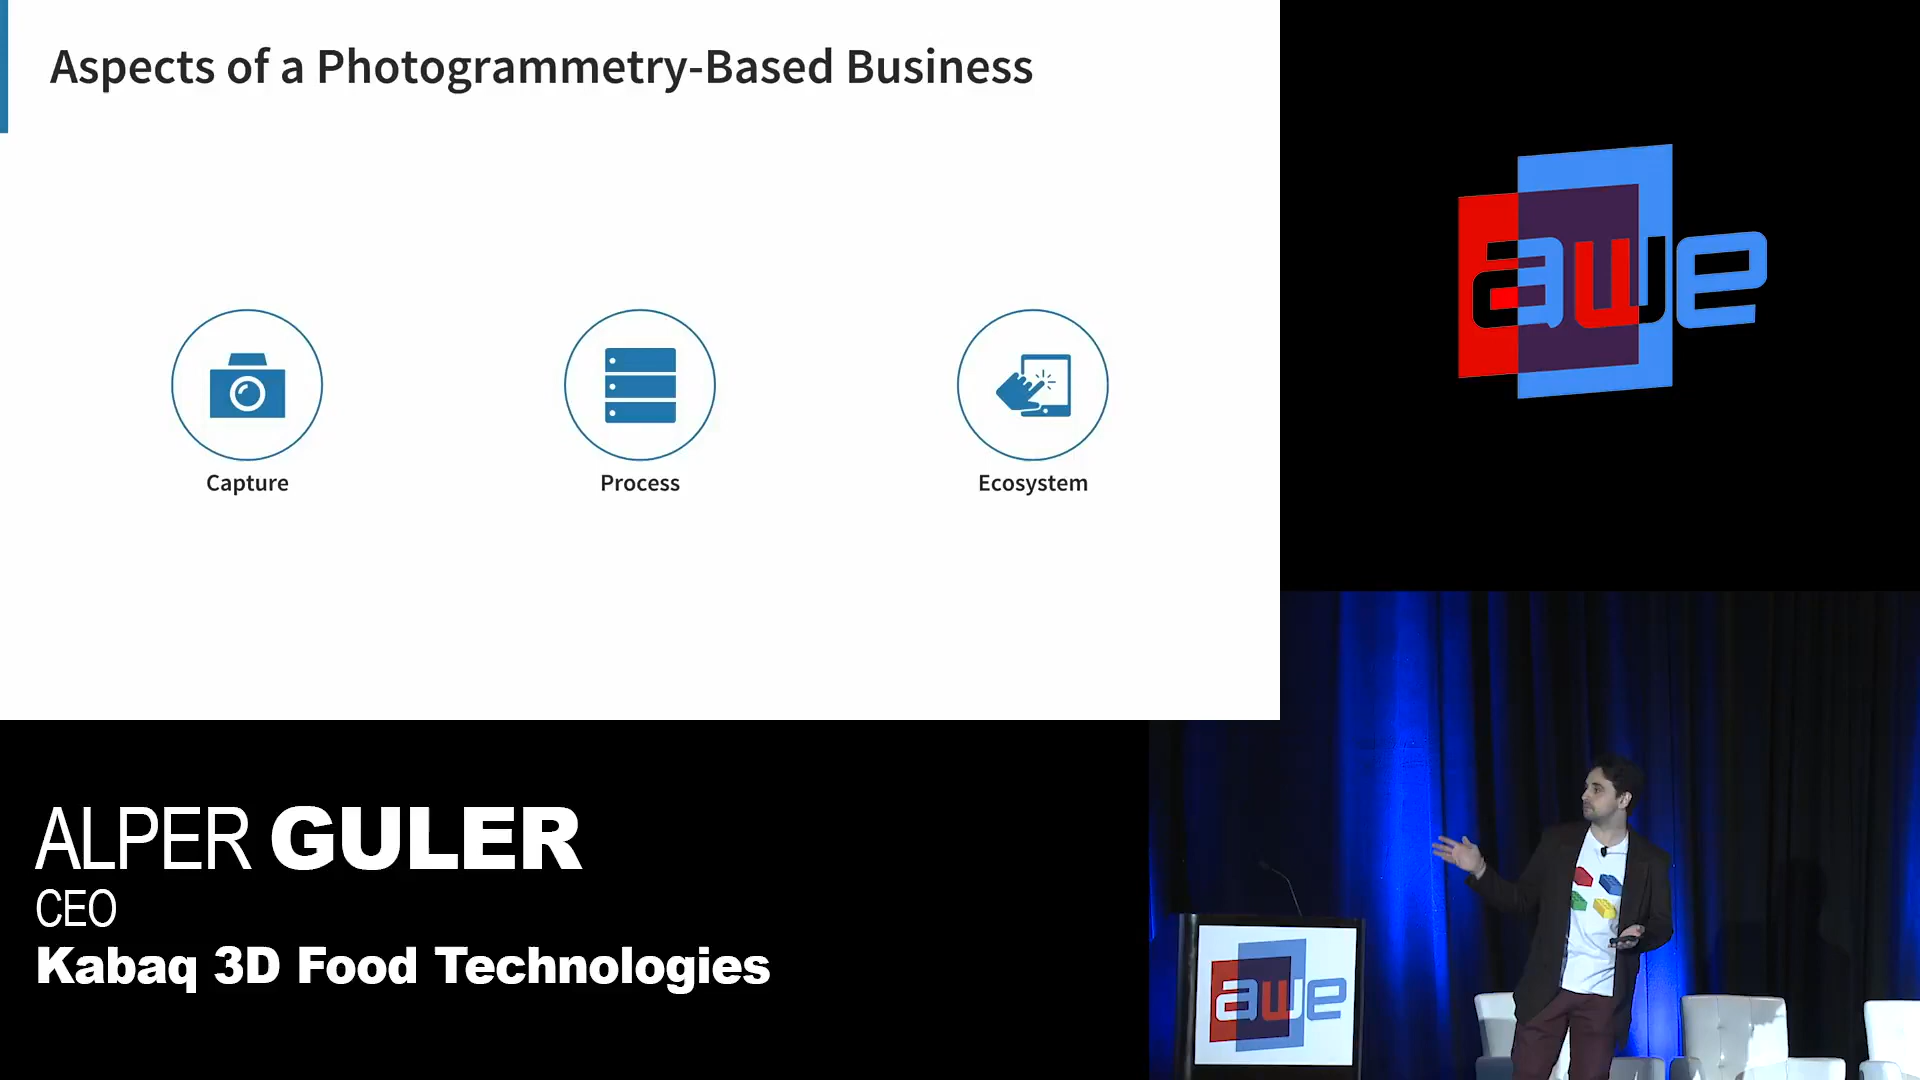 Aspects of a Photogrammetry-Based Business
Capture
Process
Ecosystem
awe
ALPER GULER
CEO
Kabaq 3D Food Technologies
awe